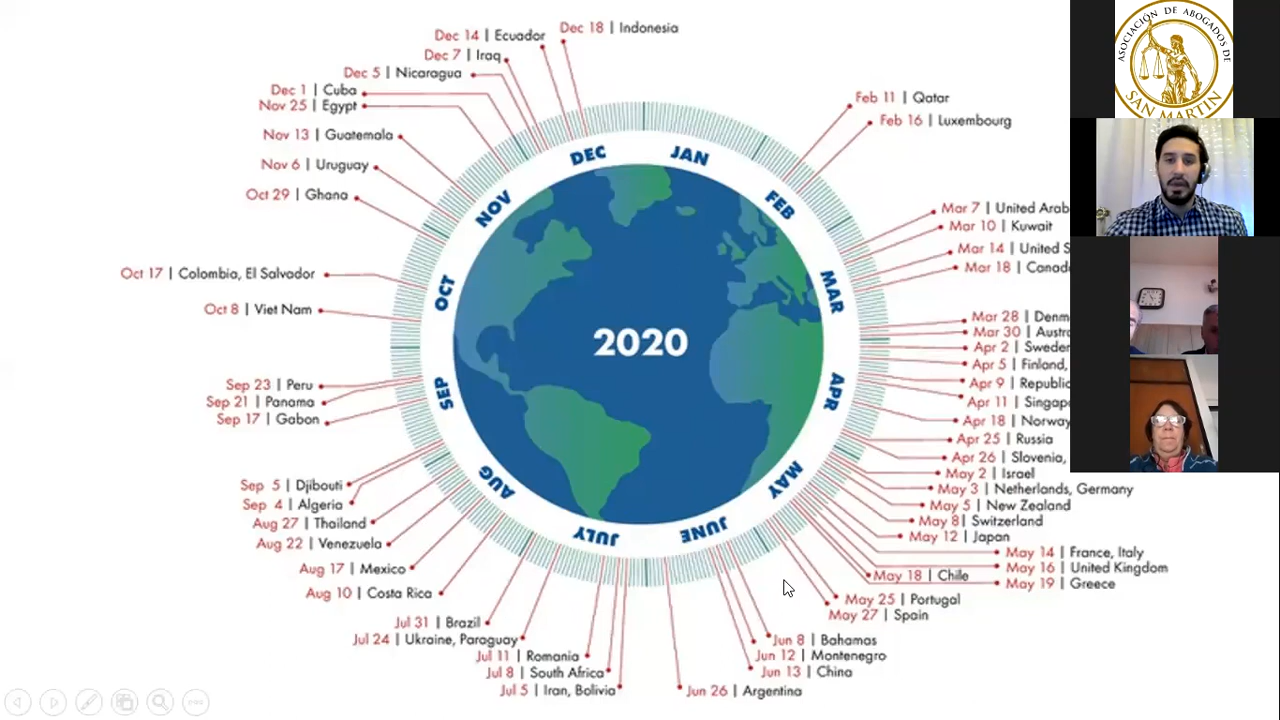 Dec 18 | Indonesia
Dec 14 | Ecuador
Dec 7 | Iraq
Dec 5 | Nicaragua
Dec 1 | Cuba
Nov 25 | Egypt
Nov 13 | Guatemala
Nov 6 | Uruguay
Oct 29 | Ghana
Oct 17 | Colombia, El Salvador
Oct 8 | Viet Nam
Sep 23 | Peru
Sep 21 | Panama
Sep 17 | Gabon
Sep 5 | Djibouti
Sep 4 | Algeria
Aug 27 | Thailand
Aug 22 | Venezuela
Aug 17 | Mexico
Aug 10 | Costa Rica
Jul 31 | Brazil
Jul 24 | Ukraine, Paraguay
Jul 11 | Romania
Jul 8 | South Africa
Jul 5 | Iran, Bolivia
DEC
JAN
NOV
FEB
OCT
MAR
2020
SEP
APR
AUG
MAY
JULY
JUNE
Feb 11 | Qatar
Feb 16 | Luxembourg
Mar 7 | United Arab
Mar 10 | Kuwait
Mar 14 | United S
Mar 18 | Canad
Mar 28 | Denm
Mar 30 | Austr
Apr 2 | Sweden
Apr 5 | Finland,
Apr 9 | Republic
Apr 11 | Singap
Apr 18 | Norway
Apr 25 | Russia
Apr 26 | Slovenia,
May 2 | Israel
May 3 | Netherlands, Germany
May 5 | New Zealand
May 8 | Switzerland
May 12 | Japan
May 14 | France, Italy
May 16 | United Kingdom
May 18 | Chile
May 19 | Greece
May 25 | Portugal
May 27 | Spain
Jun 8 | Bahamas
Jun 12 | Montenegro
Jun 13 | China
Jun 26 | Argentina
ASOCIACIÓN DE ABOGADOS DE
SAN MARTIN